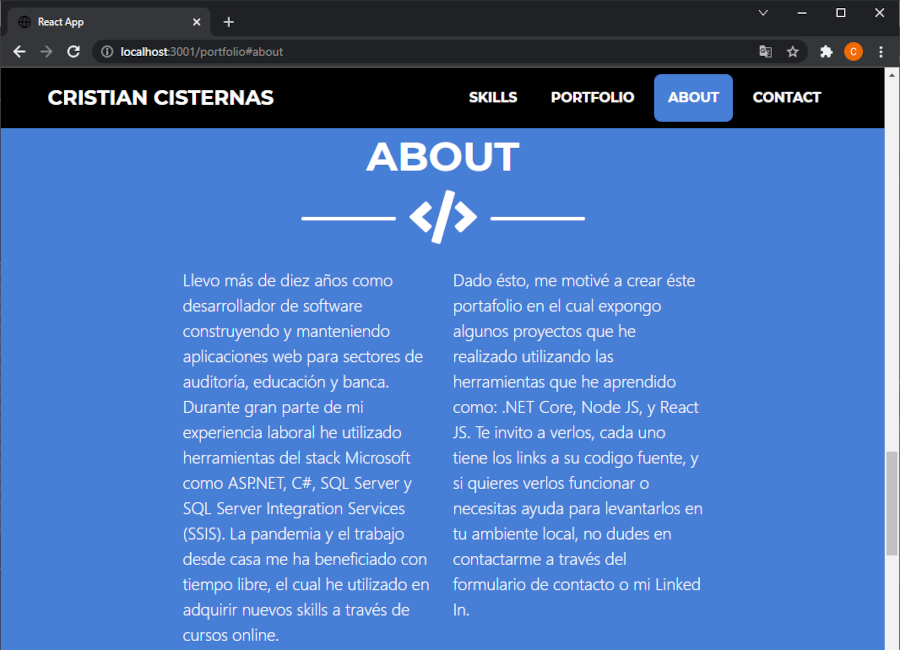 React App
localhost:3001/portfolio#about
C
CRISTIAN CISTERNAS
SKILLS
PORTFOLIO
ABOUT
CONTACT
ABOUT
</>
Llevo más de diez años como
desarrollador de software
construyendo y manteniendo
aplicaciones web para sectores de
auditoría, educación y banca.
Durante gran parte de mi
experiencia laboral he utilizado
herramientas del stack Microsoft
como ASP.NET, C#, SQL Server y
SQL Server Integration Services
(SSIS). La pandemia y el trabajo
desde casa me ha beneficiado con
tiempo libre, el cual he utilizado en
adquirir nuevos skills a través de
cursos online.
Dado ésto, me motivé a crear éste
portafolio en el cual expongo
algunos proyectos que he
realizado utilizando las
herramientas que he aprendido
como: .NET Core, Node JS, y React
JS. Te invito a verlos, cada uno
tiene los links a su codigo fuente, y
si quieres verlos funcionar o
necesitas ayuda para levantarlos en
tu ambiente local, no dudes en
contactarme a través del
formulario de contacto o mi Linked
In.